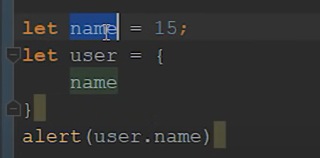 let name = 15;
let user = {
    name
}
alert(user.name)